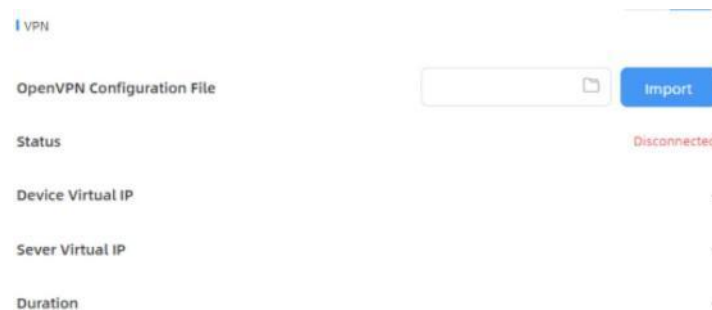 VPN
OpenVPN Configuration File
Import
Status
Disconnected
Device Virtual IP
Sever Virtual IP
Duration